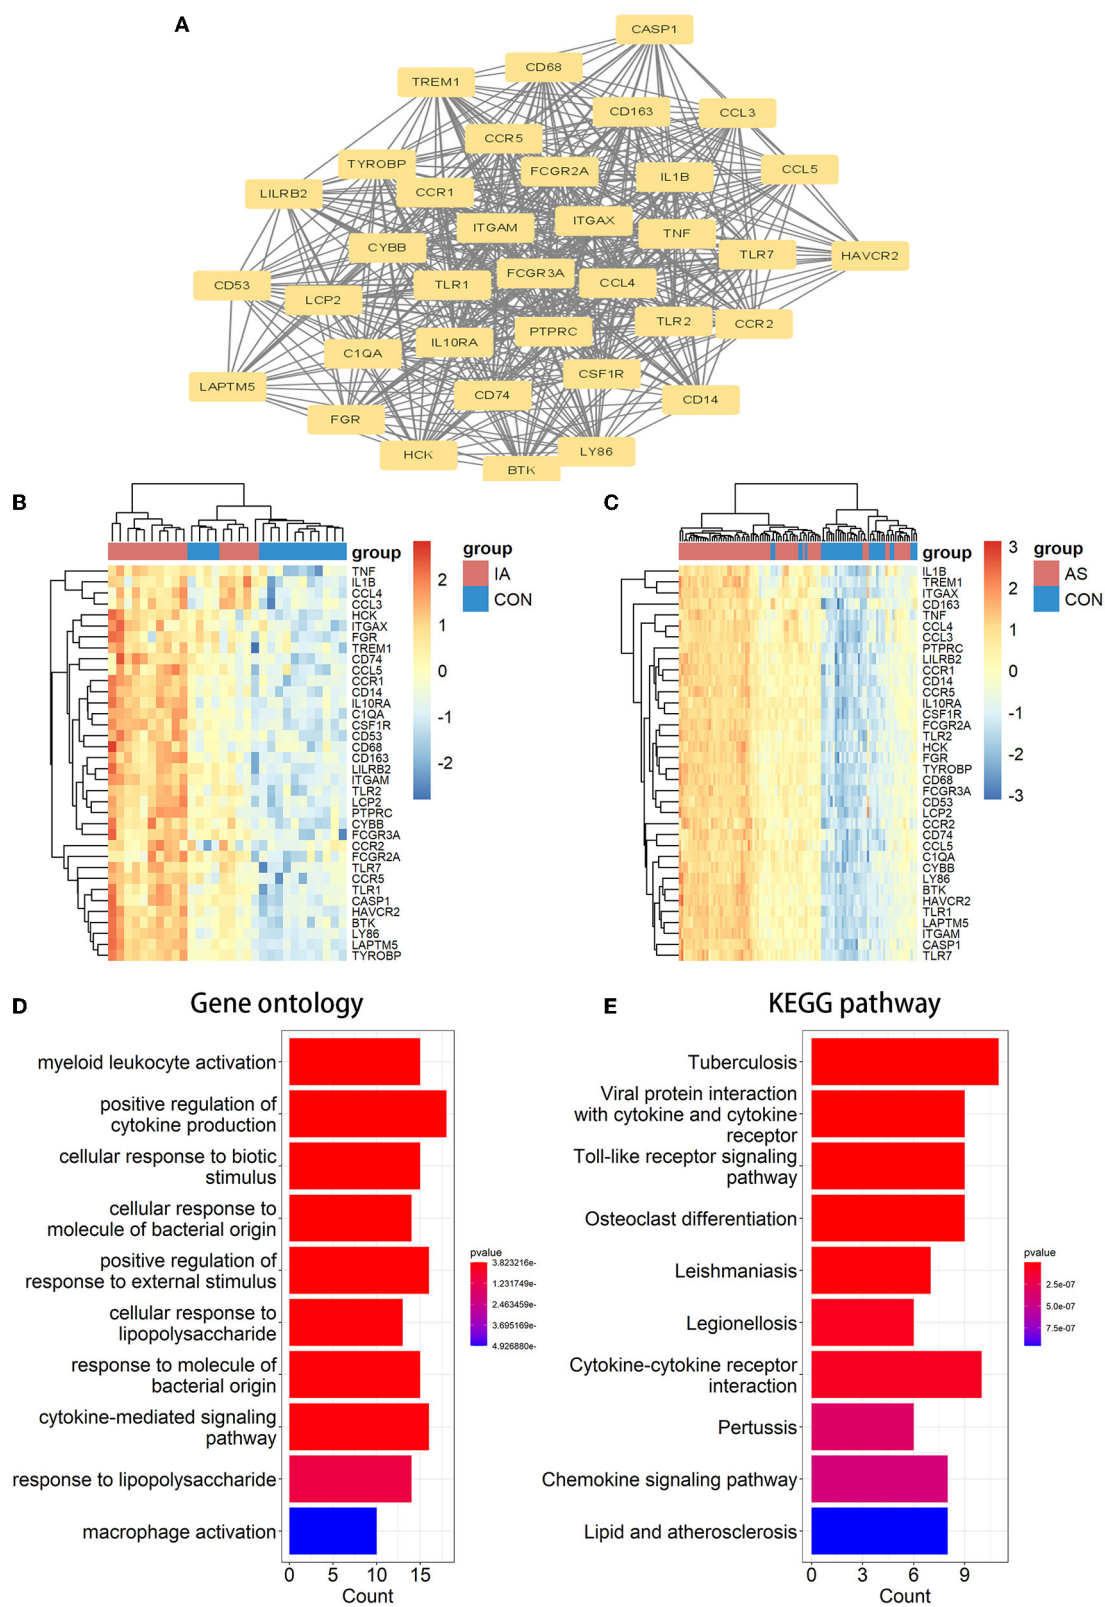 A
CASP1
CD68
TREM1
CD163
CCL3
CCR5
TYROBP
FCGR2A
IL1B
CCL5
LILRB2
CCR1
ITGAM
ITGAX
TNF
CYBB
TLR7
HAVCR2
CD53
LCP2
TLR1
FCGR3A
CCL4
TLR2
CCR2
C1QA
IL10RA
PTPRC
CSF1R
LAPTM5
CD74
CD14
FGR
HCK
BTK
LY86
B
group
TNF
IL1B
CCL4
CCL3
HCK
ITGAX
FGR
TREM1
CD74
CCL5
CCR1
CD14
IL10RA
C1QA
CSF1R
CD53
CD68
CD163
LILRB2
ITGAM
TLR2
LCP2
PTPRC
CYBB
FCGR3A
CCR2
FCGR2A
TLR7
CCR5
TLR1
CASP1
HAVCR2
BTK
LY86
LAPTM5
TYROBP
2
1
0
-1
-2
group
IA
CON
C
group
IL1B
TREM1
ITGAX
CD163
TNF
CCL4
CCL3
PTPRC
LILRB2
CCR1
CD14
CCR5
IL10RA
CSF1R
FCGR2A
TLR2
HCK
FGR
TYROBP
CD68
FCGR3A
CD53
LCP2
CCR2
CD74
CCL5
C1QA
CYBB
LY86
BTK
HAVCR2
TLR1
LAPTM5
ITGAM
CASP1
TLR7
3
2
1
0
-1
-2
-3
group
AS
CON
D
Gene ontology
myeloid leukocyte activation
positive regulation of
cytokine production
cellular response to biotic
stimulus
cellular response to
molecule of bacterial origin
positive regulation of
response to external stimulus
cellular response to
lipopolysaccharide
response to molecule of
bacterial origin
cytokine-mediated signaling
pathway
response to lipopolysaccharide
macrophage activation
0 5 10 15
Count
pvalue
3.823216e-
1.231749e-
2.463459e-
3.695169e-
4.926880e-
E
KEGG pathway
Tuberculosis
Viral protein interaction
with cytokine and cytokine
receptor
Toll-like receptor signaling
pathway
Osteoclast differentiation
Leishmaniasis
Legionellosis
Cytokine-cytokine receptor
interaction
Pertussis
Chemokine signaling pathway
Lipid and atherosclerosis
0 3 6 9
Count
pvalue
2.5e-07
5.0e-07
7.5e-07